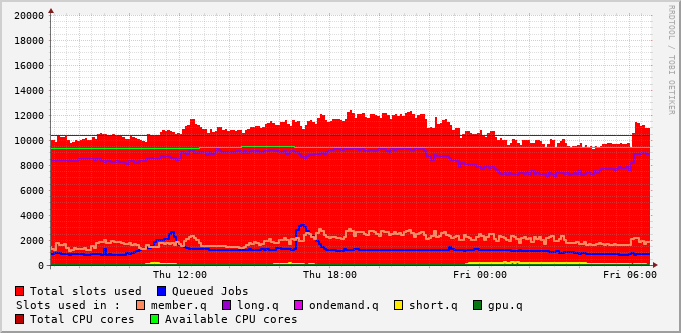 20000
18000
16000
14000
12000
10000
8000
6000
4000
2000
0
Thu 12:00 Thu 18:00 Fri 00:00 Fri 06:00
RRDTOOL / TOBI OETIKER
Total slots used Queued Jobs
Slots used in : member.q long.q ondemand.q short.q gpu.q
Total CPU cores Available CPU cores